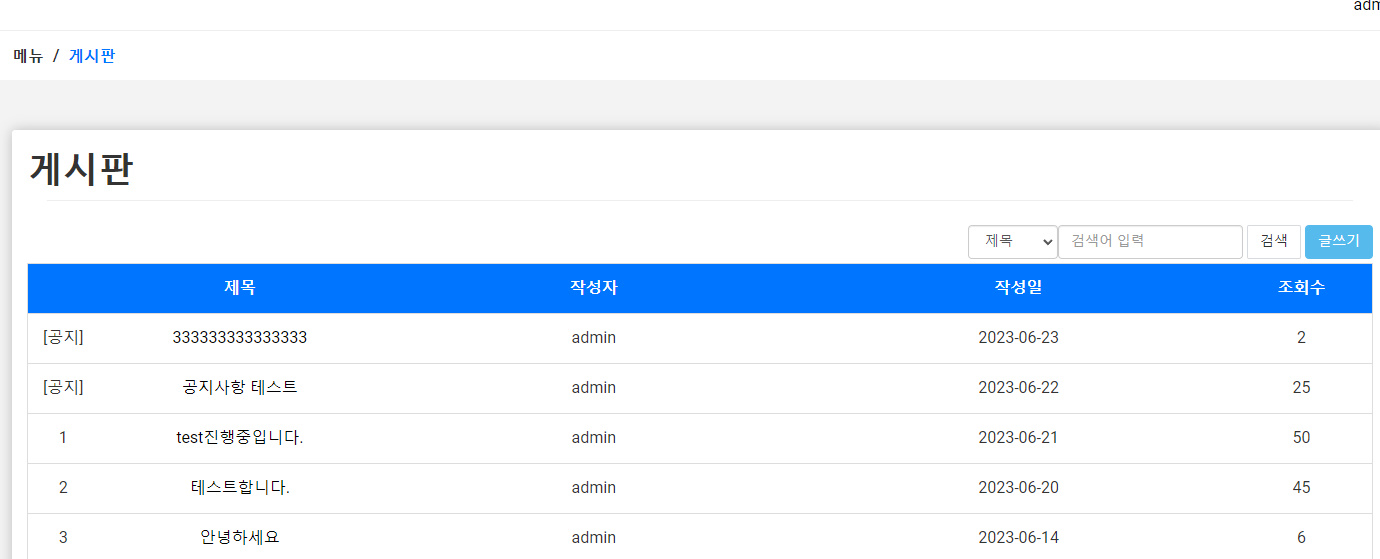 adm
메뉴 / 게시판
게시판
제목 검색어 입력 검색 글쓰기
제목 작성자 작성일 조회수
[공지] 333333333333333 admin 2023-06-23 2
[공지] 공지사항 테스트 admin 2023-06-22 25
1 test진행중입니다. admin 2023-06-21 50
2 테스트합니다. admin 2023-06-20 45
3 안녕하세요 admin 2023-06-14 6